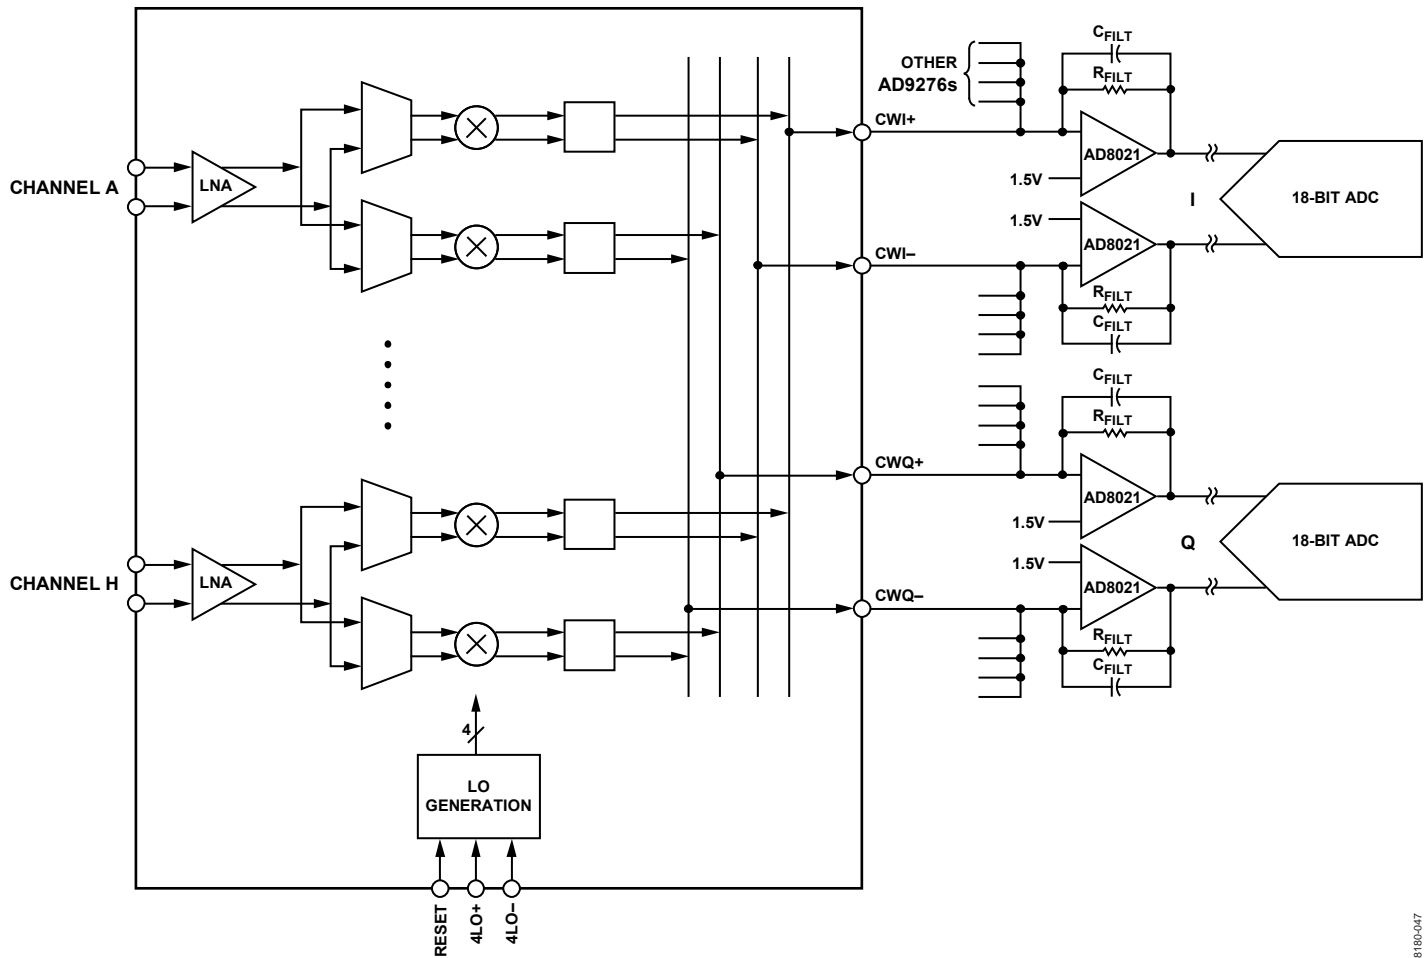 OTHER
AD9276s
CFILT
RFILT
CWI+
AD8021
1.5V
CHANNEL A
LNA
I
18-BIT ADC
1.5V
AD8021
CWI–
RFILT
CFILT
CFILT
RFILT
CWQ+
AD8021
1.5V
Q
18-BIT ADC
1.5V
CHANNEL H
LNA
AD8021
CWQ–
RFILT
CFILT
4
LO
GENERATION
RESET
4LO+
4LO–
8180-047